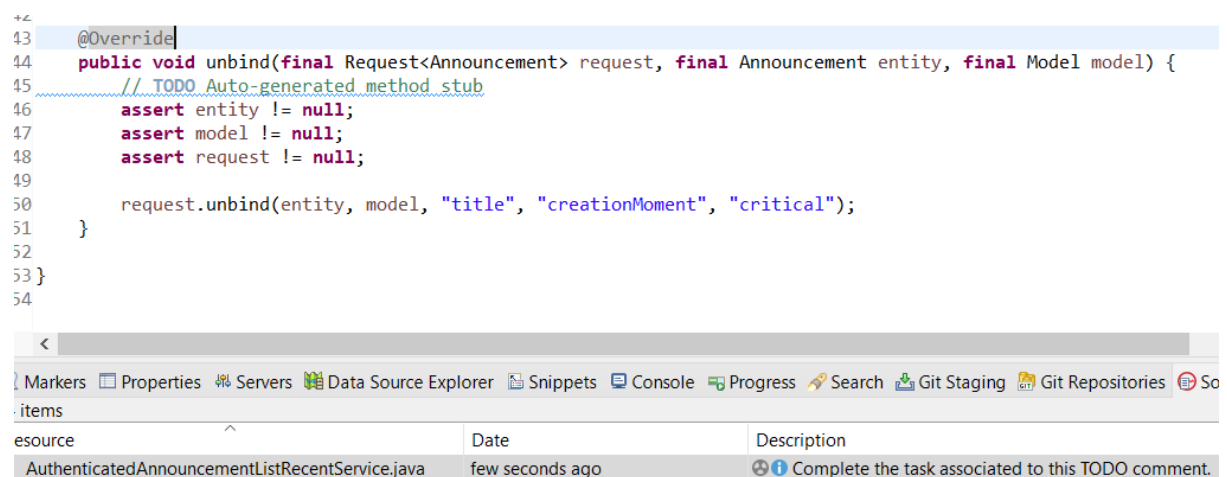 43 @Override
44 public void unbind(final Request<Announcement> request, final Announcement entity, final Model model) {
45 // TODO Auto-generated method stub
46 assert entity != null;
47 assert model != null;
48 assert request != null;
49
50 request.unbind(entity, model, "title", "creationMoment", "critical");
51 }
52
53 }
54
Markers Properties Servers Data Source Explorer Snippets Console Progress Search Git Staging Git Repositories So
items
esource Date Description
AuthenticatedAnnouncementListRecentService.java few seconds ago Complete the task associated to this TODO comment.